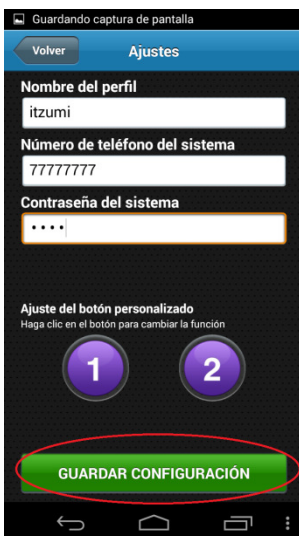 Guardando captura de pantalla
Volver
Ajustes
Nombre del perfil
itzumi
Número de teléfono del sistema
77777777
Contraseña del sistema
••••
Ajuste del botón personalizado
Haga clic en el botón para cambiar la función
1 2
GUARDAR CONFIGURACIÓN